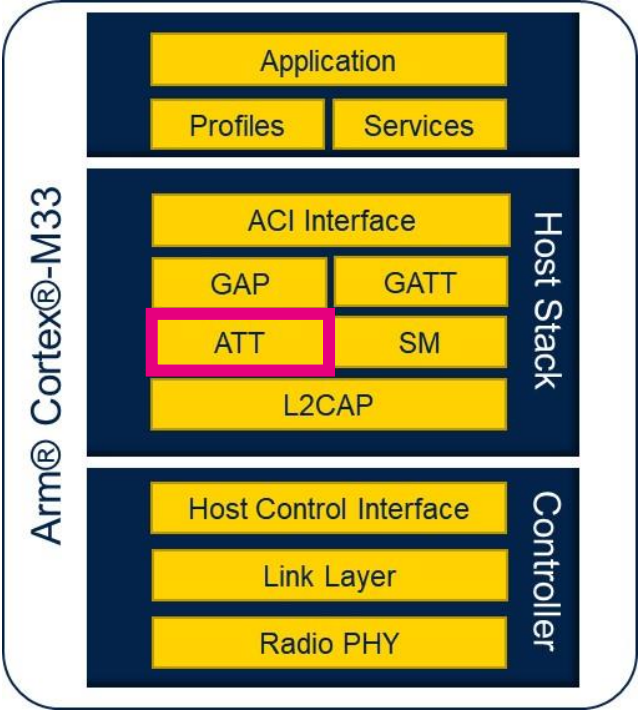 Arm® Cortex®-M33
Application
Profiles
Services
ACI Interface
GAP
GATT
ATT
SM
L2CAP
Host Stack
Host Control Interface
Link Layer
Radio PHY
Controller